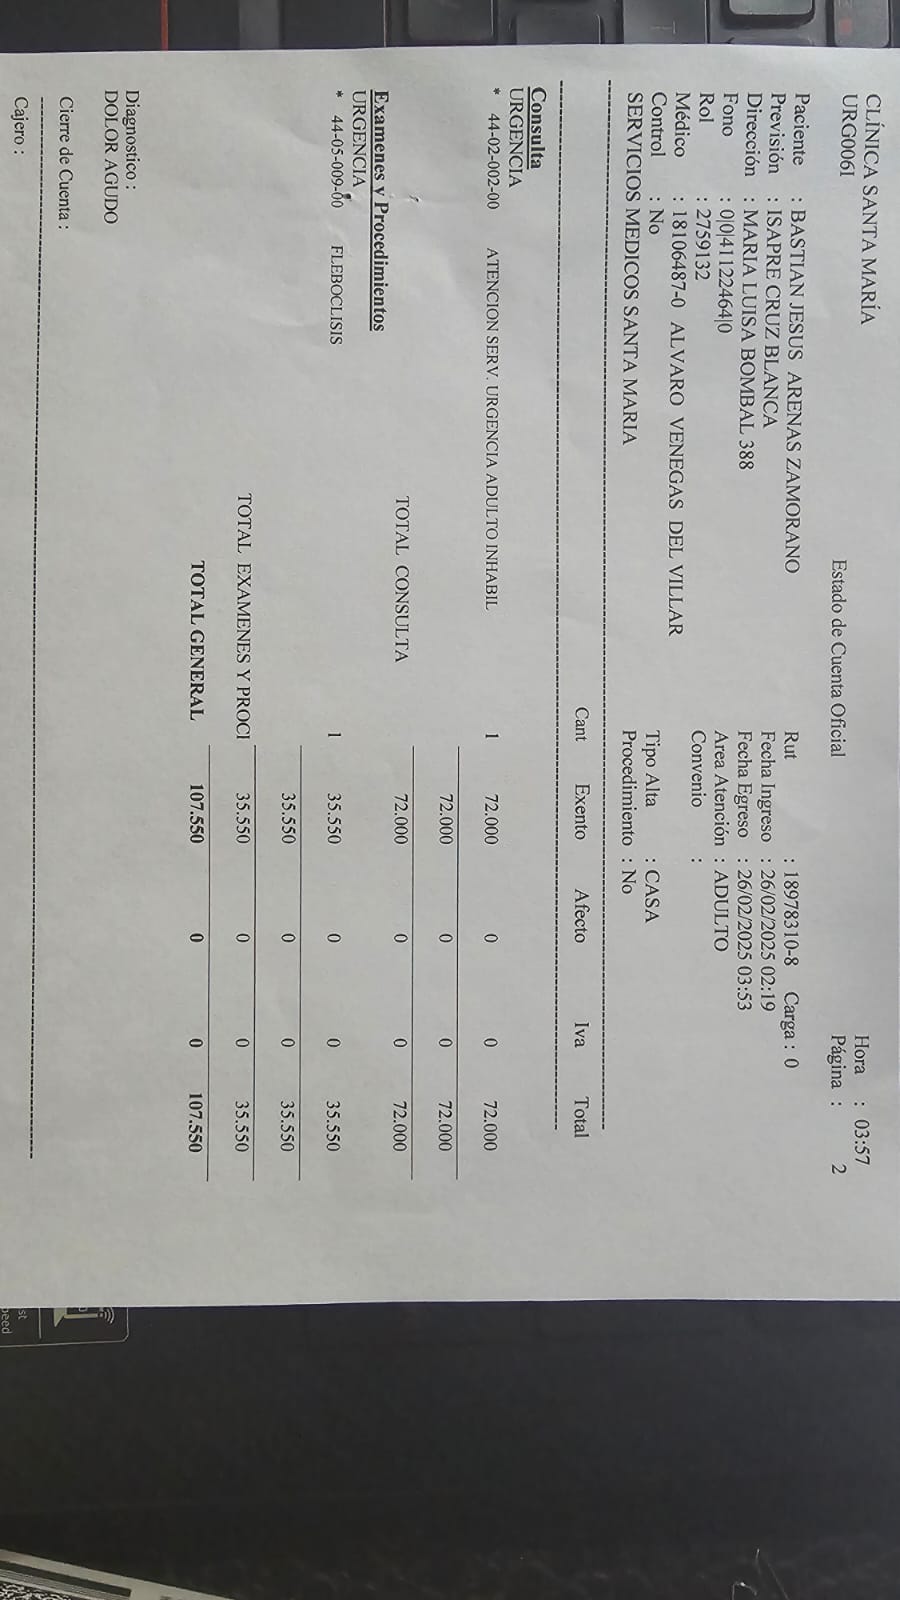 CLÍNICA SANTA MARÍA Hora : 03:57
URG006I Estado de Cuenta Oficial Página : 2
Paciente : BASTIAN JESUS ARENAS ZAMORANO Rut : 18978310-8 Carga : 0
Previsión : ISAPRE CRUZ BLANCA Fecha Ingreso : 26/02/2025 02:19
Dirección : MARIA LUISA BOMBAL 388 Fecha Egreso : 26/02/2025 03:53
Fono : 0|0|41122464|0 Area Atención : ADULTO
Rol : 2759132 Convenio :
Médico : 18106487-0 ALVARO VENEGAS DEL VILLAR
Control : No Tipo Alta : CASA
SERVICIOS MEDICOS SANTA MARIA Procedimiento : No
Cant Exento Afecto Iva Total
Consulta
URGENCIA
* 44-02-002-00 ATENCION SERV. URGENCIA ADULTO INHABIL 1 72.000 0 0 72.000
72.000 0 0 72.000
TOTAL CONSULTA 72.000 0 0 72.000
Examenes y Procedimientos
URGENCIA
* 44-05-009-00 FLEBOCLISIS 1 35.550 0 0 35.550
35.550 0 0 35.550
TOTAL EXAMENES Y PROCI 35.550 0 0 35.550
TOTAL GENERAL 107.550 0 0 107.550
Diagnostico :
DOLOR AGUDO
Cierre de Cuenta :
Cajero :